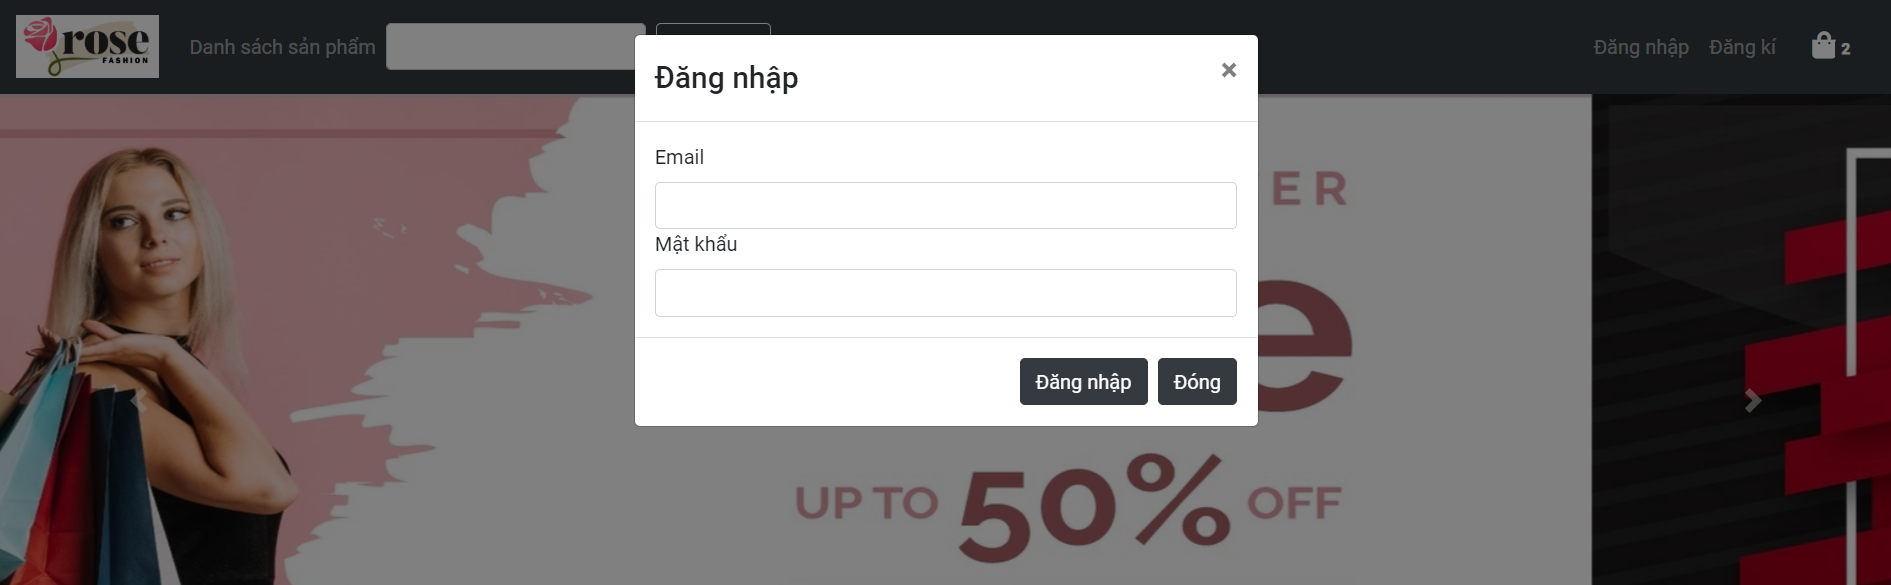 rose
FASHION
Danh sách sản phẩm
Đăng nhập
Đăng kí
2
Đăng nhập
×
Email
Mật khẩu
Đăng nhập
Đóng
ER
e
UP TO 50% OFF